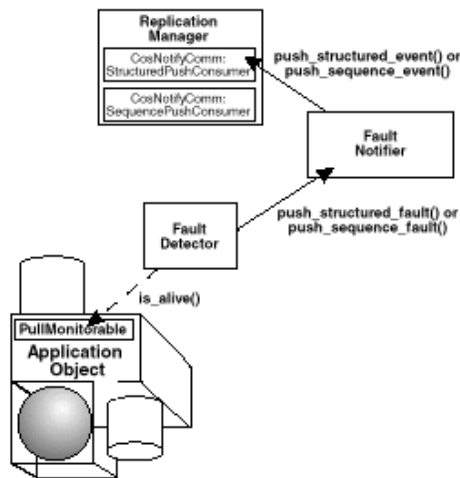 Replication
Manager
CosNotifyComm:
StructuredPushConsumer
CosNotifyComm:
SequencePushConsumer
push_structured_event() or
push_sequence_event()
Fault
Notifier
push_structured_fault() or
push_sequence_fault()
Fault
Detector
is_alive()
PullMonitorable
Application
Object